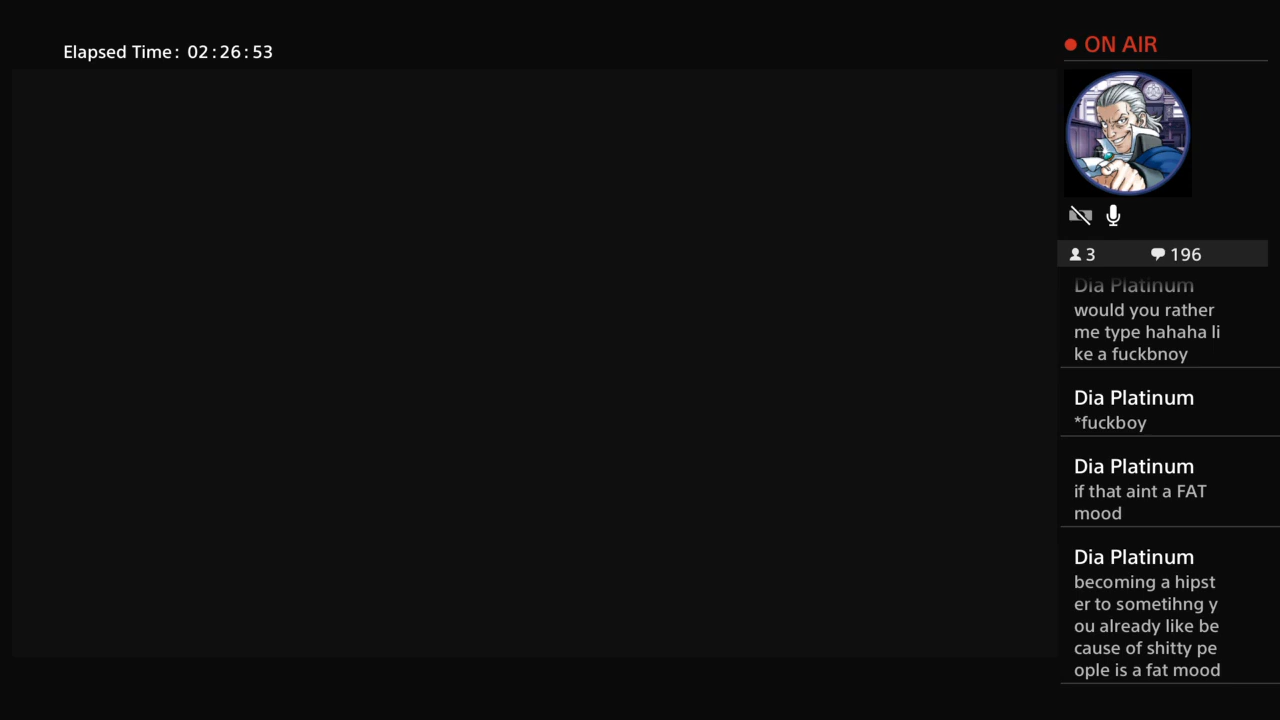 Elapsed Time: 02:26:53
ON AIR
3 196
Dia Platinum
would you rather
me type hahaha li
ke a fuckbnoy
Dia Platinum
*fuckboy
Dia Platinum
if that aint a FAT
mood
Dia Platinum
becoming a hipst
er to sometihng y
ou already like be
cause of shitty pe
ople is a fat mood